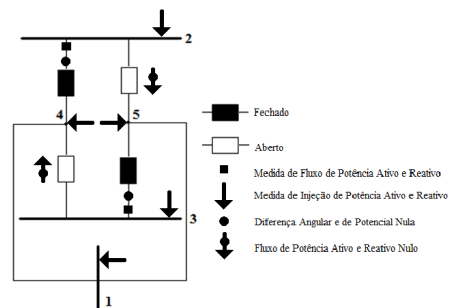 2
4
5
3
1
Fechado
Aberto
Medida de Fluxo de Potência Ativo e Reativo
Medida de Injeção de Potência Ativo e Reativo
Diferença Angular e de Potencial Nula
Fluxo de Potência Ativo e Reativo Nulo